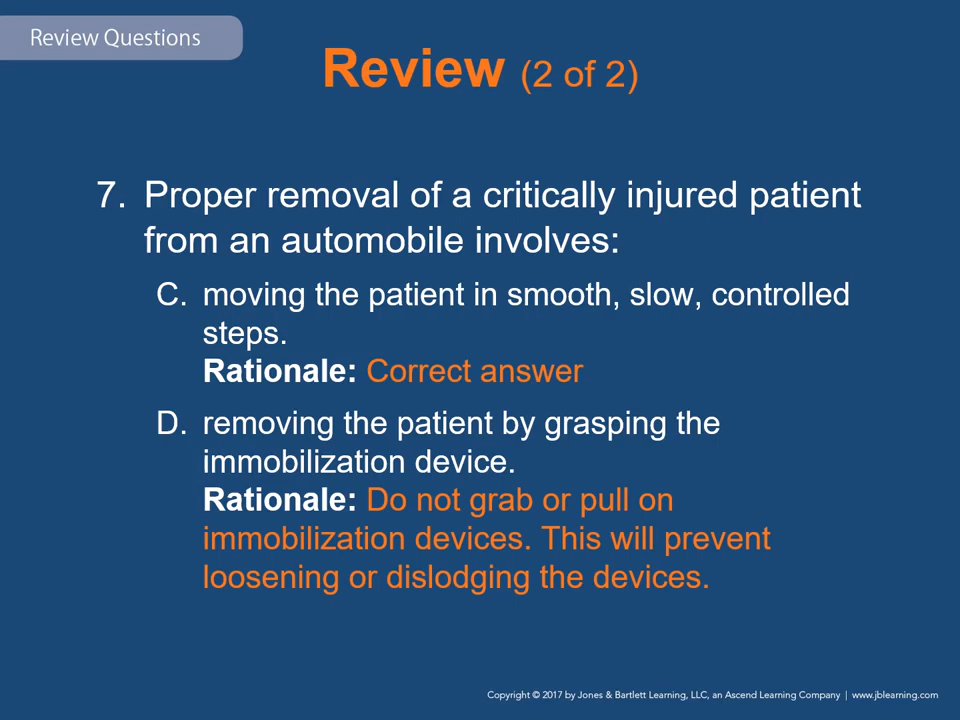 Review Questions
Review (2 of 2)
7. Proper removal of a critically injured patient
from an automobile involves:
C. moving the patient in smooth, slow, controlled
steps.
Rationale: Correct answer
D. removing the patient by grasping the
immobilization device.
Rationale: Do not grab or pull on
immobilization devices. This will prevent
loosening or dislodging the devices.
Copyright © 2017 by Jones & Bartlett Learning, LLC, an Ascend Learning Company | www.jblearning.com